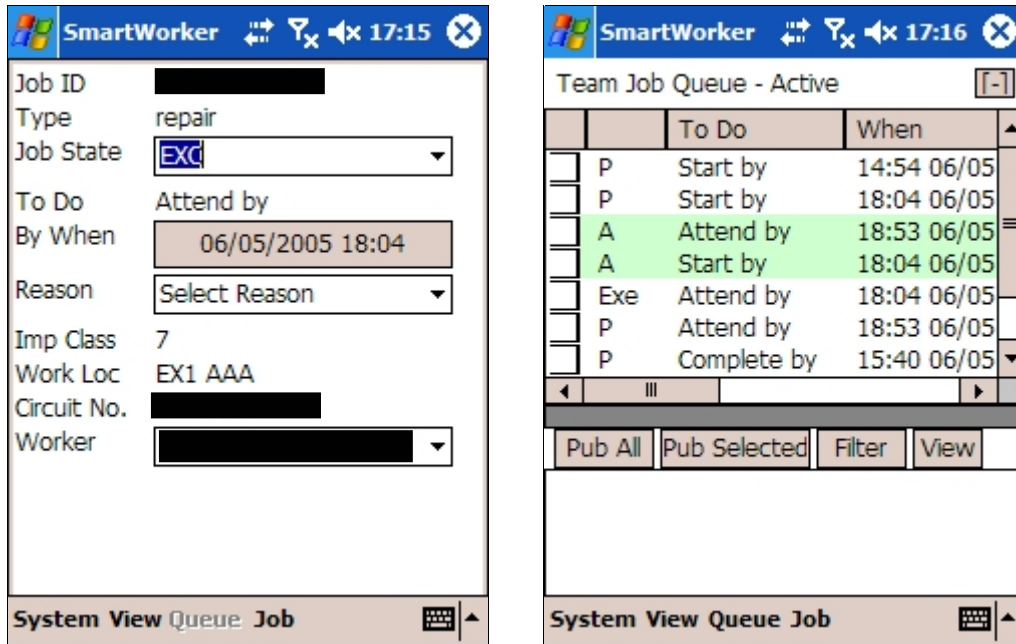 SmartWorker 17:15
Job ID
Type repair
Job State EXC
To Do Attend by
By When 06/05/2005 18:04
Reason Select Reason
Imp Class 7
Work Loc EX1 AAA
Circuit No.
Worker
System View Queue Job
SmartWorker 17:16
Team Job Queue - Active [-]
To Do When
P Start by 14:54 06/05
P Start by 18:04 06/05
A Attend by 18:53 06/05
A Start by 18:04 06/05
Exe Attend by 18:04 06/05
P Attend by 18:53 06/05
P Complete by 15:40 06/05
Pub All Pub Selected Filter View
System View Queue Job